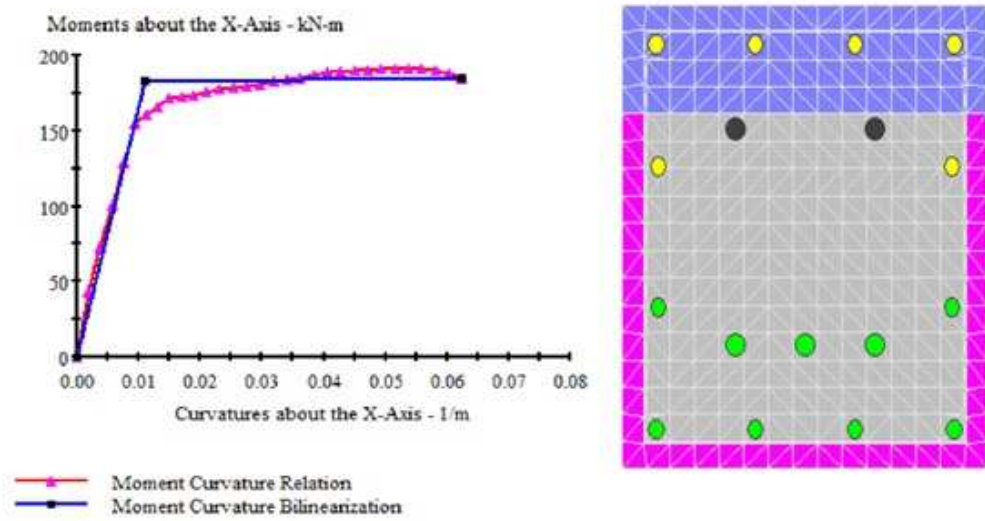 Moments about the X-Axis - kN-m
200
150
100
50
0
0.00 0.01 0.02 0.03 0.04 0.05 0.06 0.07 0.08
Curvatures about the X-Axis - 1/m
Moment Curvature Relation
Moment Curvature Bilinearization